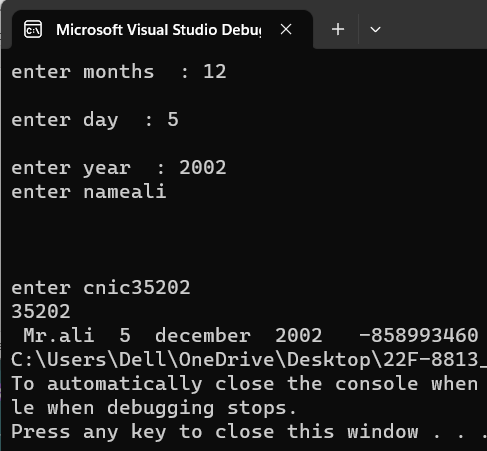 Microsoft Visual Studio Debu
enter months  : 12
enter day  : 5
enter year  : 2002
enter nameali
enter cnic35202
35202
 Mr.ali  5  december  2002   -858993460
C:\Users\Dell\OneDrive\Desktop\22F-8813_
To automatically close the console when
le when debugging stops.
Press any key to close this window . . .